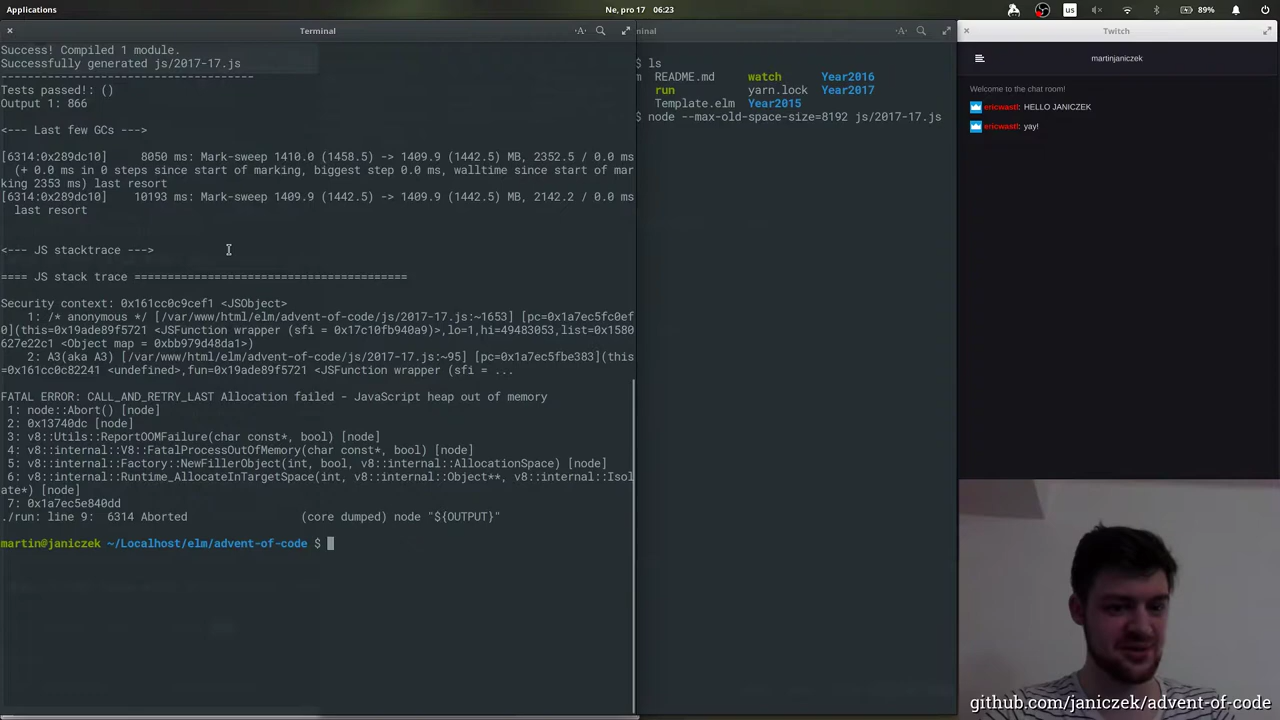 Applications
Ne, pro 17 06:23
us
89%
Terminal
Success! Compiled 1 module.
Successfully generated js/2017-17.js
--------------------------------------
Tests passed!: ()
Output 1: 866
<--- Last few GCs --->
[6314:0x289dc10]     8050 ms: Mark-sweep 1410.0 (1458.5) -> 1409.9 (1442.5) MB, 2352.5 / 0.0 ms
(+ 0.0 ms in 0 steps since start of marking, biggest step 0.0 ms, walltime since start of mar
king 2353 ms) last resort
[6314:0x289dc10]    10193 ms: Mark-sweep 1409.9 (1442.5) -> 1409.9 (1442.5) MB, 2142.2 / 0.0 ms
last resort
<--- JS stacktrace --->
==== JS stack trace =========================================
Security context: 0x161cc0c9cef1 <JSObject>
1: /* anonymous */ [/var/www/html/elm/advent-of-code/js/2017-17.js:~1653] [pc=0x1a7ec5fc0ef
0](this=0x19ade89f5721 <JSFunction wrapper (sfi = 0x17c10fb940a9)>,lo=1,hi=49483053,list=0x1580
627e22c1 <Object map = 0xbb979d48da1>)
2: A3(aka A3) [/var/www/html/elm/advent-of-code/js/2017-17.js:~95] [pc=0x1a7ec5fbe383](this
=0x161cc0c82241 <undefined>,fun=0x19ade89f5721 <JSFunction wrapper (sfi = ...
FATAL ERROR: CALL_AND_RETRY_LAST Allocation failed - JavaScript heap out of memory
1: node::Abort() [node]
2: 0x13740dc [node]
3: v8::Utils::ReportOOMFailure(char const*, bool) [node]
4: v8::internal::V8::FatalProcessOutOfMemory(char const*, bool) [node]
5: v8::internal::Factory::NewFillerObject(int, bool, v8::internal::AllocationSpace) [node]
6: v8::internal::Runtime_AllocateInTargetSpace(int, v8::internal::Object**, v8::internal::Isol
ate*) [node]
7: 0x1a7ec5e840dd
./run: line 9:  6314 Aborted                 (core dumped) node "${OUTPUT}"
martin@janiczek ~/Localhost/elm/advent-of-code $
minal
$ ls
m  README.md    watch     Year2016
run          yarn.lock  Year2017
Template.elm  Year2015
$ node --max-old-space-size=8192 js/2017-17.js
Twitch
martinjaniczek
Welcome to the chat room!
ericwastl: HELLO JANICZEK
ericwastl: yay!
github.com/janiczek/advent-of-code